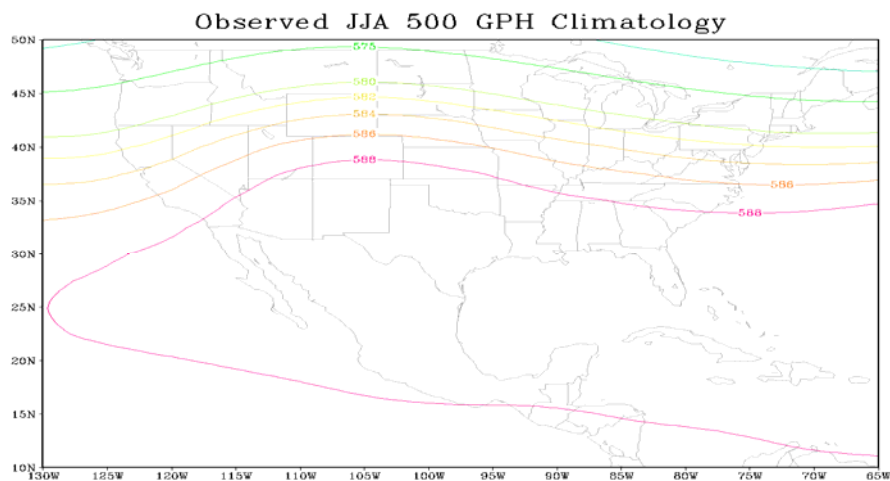 Observed JJA 500 GPH Climatology
50N
575
45N
580
582
584
40N
586
588
586
35N
588
30N
25N
20N
15N
10N
130W 125W 120W 115W 110W 105W 100W 95W 90W 85W 80W 75W 70W 65W